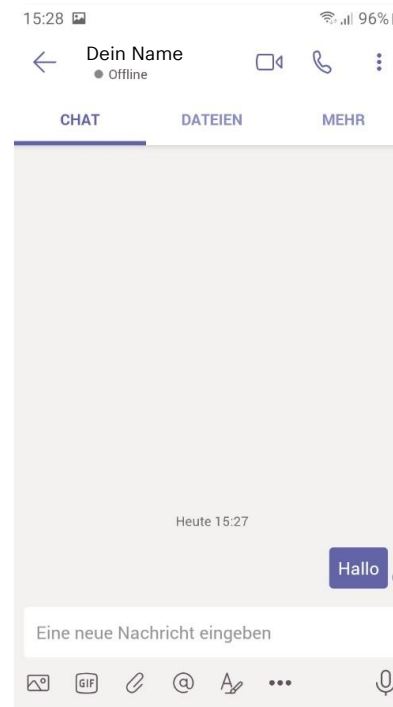 15:28 96%
Dein Name
Offline
CHAT DATEIEN MEHR
Heute 15:27
Hallo
Eine neue Nachricht eingeben
GIF @ A